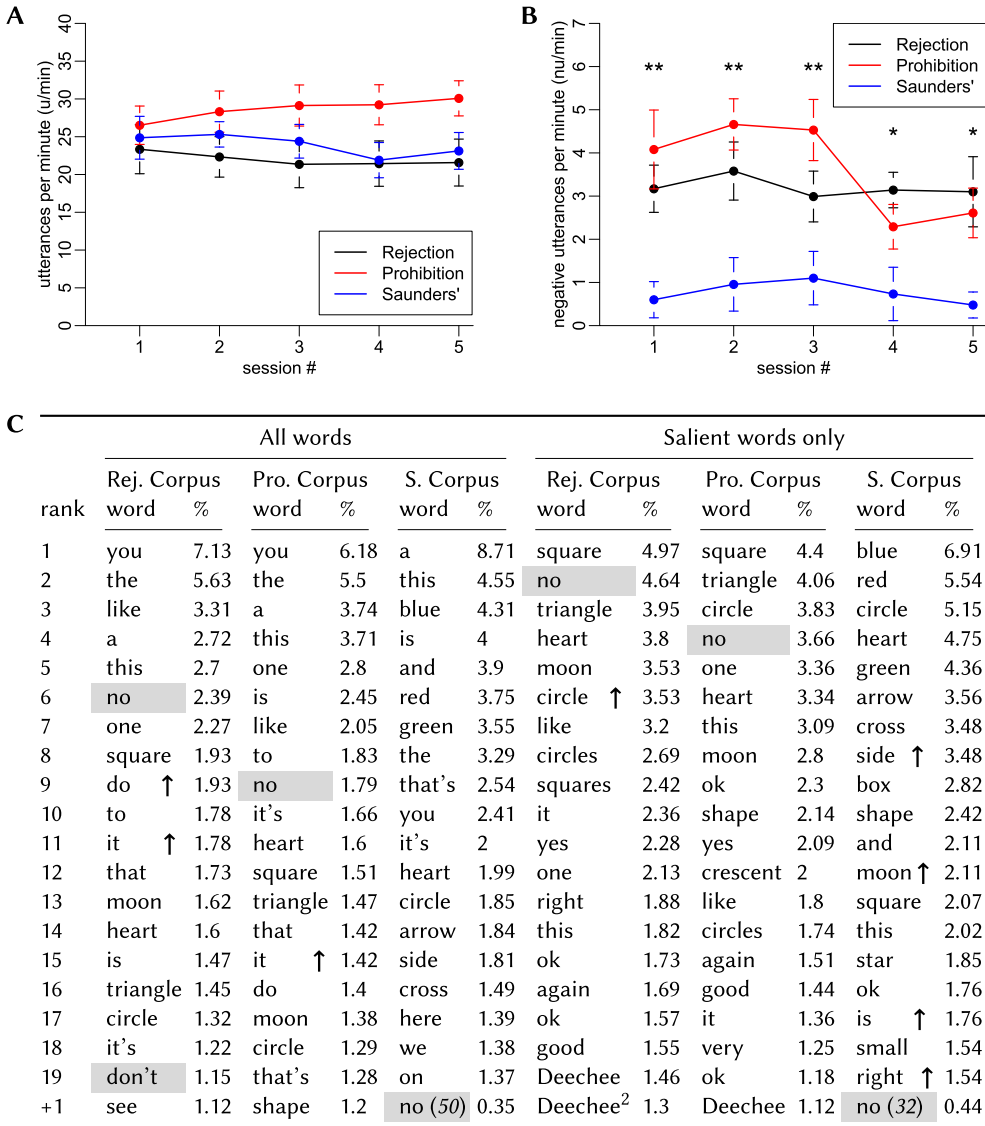 A
B
utterances per minute (u/min)
40
35
30
25
20
15
10
5
0
Rejection
Prohibition
Saunders'
1 2 3 4 5
session #
negative utterances per minute (nu/min)
7
6
5
4
3
2
1
0
Rejection
Prohibition
Saunders'
** ** ** * *
1 2 3 4 5
session #
C
All words Salient words only
Rej. Corpus Pro. Corpus S. Corpus Rej. Corpus Pro. Corpus S. Corpus
rank word % word % word % word % word % word %
1 you 7.13 you 6.18 a 8.71 square 4.97 square 4.4 blue 6.91
2 the 5.63 the 5.5 this 4.55 no 4.64 triangle 4.06 red 5.54
3 like 3.31 a 3.74 blue 4.31 triangle 3.95 circle 3.83 circle 5.15
4 a 2.72 this 3.71 is 4 heart 3.8 no 3.66 heart 4.75
5 this 2.7 one 2.8 and 3.9 moon 3.53 one 3.36 green 4.36
6 no 2.39 is 2.45 red 3.75 circle ↑ 3.53 heart 3.34 arrow 3.56
7 one 2.27 like 2.05 green 3.55 like 3.2 this 3.09 cross 3.48
8 square 1.93 to 1.83 the 3.29 circles 2.69 moon 2.8 side ↑ 3.48
9 do ↑ 1.93 no 1.79 that's 2.54 squares 2.42 ok 2.3 box 2.82
10 to 1.78 it's 1.66 you 2.41 it 2.36 shape 2.14 shape 2.42
11 it ↑ 1.78 heart 1.6 it's 2 yes 2.28 yes 2.09 and 2.11
12 that 1.73 square 1.51 heart 1.99 one 2.13 crescent 2 moon ↑ 2.11
13 moon 1.62 triangle 1.47 circle 1.85 right 1.88 like 1.8 square 2.07
14 heart 1.6 that 1.42 arrow 1.84 this 1.82 circles 1.74 this 2.02
15 is 1.47 it ↑ 1.42 side 1.81 ok 1.73 again 1.51 star 1.85
16 triangle 1.45 do 1.4 cross 1.49 again 1.69 good 1.44 ok 1.76
17 circle 1.32 moon 1.38 here 1.39 ok 1.57 it 1.36 is ↑ 1.76
18 it's 1.22 circle 1.29 we 1.38 good 1.55 very 1.25 small 1.54
19 don't 1.15 that's 1.28 on 1.37 Deechee 1.46 ok 1.18 right ↑ 1.54
+1 see 1.12 shape 1.2 no (50) 0.35 Deechee² 1.3 Deechee 1.12 no (32) 0.44